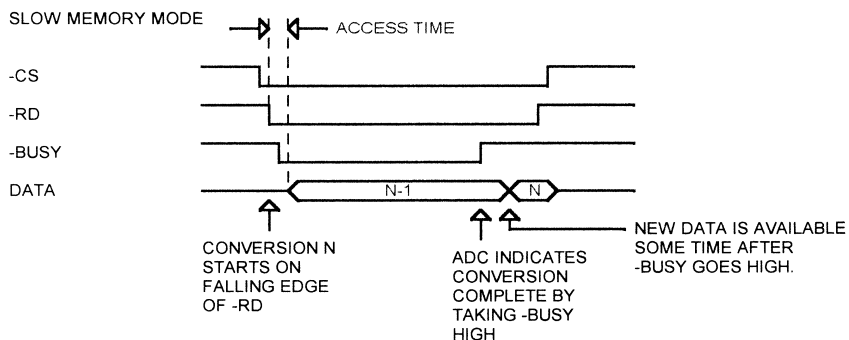 SLOW MEMORY MODE
ACCESS TIME
-CS
-RD
-BUSY
DATA
N-1
N
CONVERSION N
STARTS ON
FALLING EDGE
OF -RD
ADC INDICATES
CONVERSION
COMPLETE BY
TAKING -BUSY
HIGH
NEW DATA IS AVAILABLE
SOME TIME AFTER
-BUSY GOES HIGH.